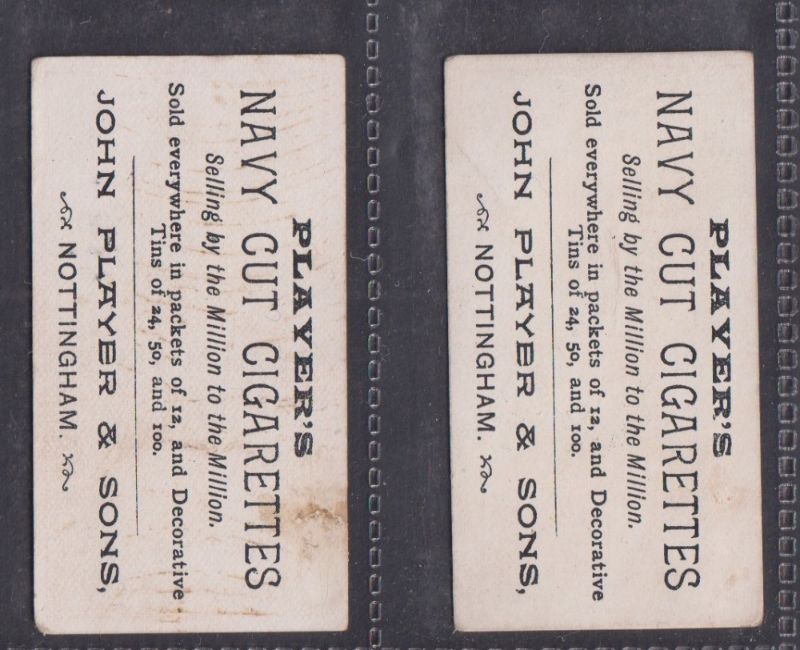 PLAYER'S
NAVY CUT CIGARETTES
Selling by the Million to the Million.
Sold everywhere in packets of 12, and Decorative
Tins of 24, 50, and 100.
JOHN PLAYER & SONS,
NOTTINGHAM.
PLAYER'S
NAVY CUT CIGARETTES
Selling by the Million to the Million.
Sold everywhere in packets of 12, and Decorative
Tins of 24, 50, and 100.
JOHN PLAYER & SONS,
NOTTINGHAM.